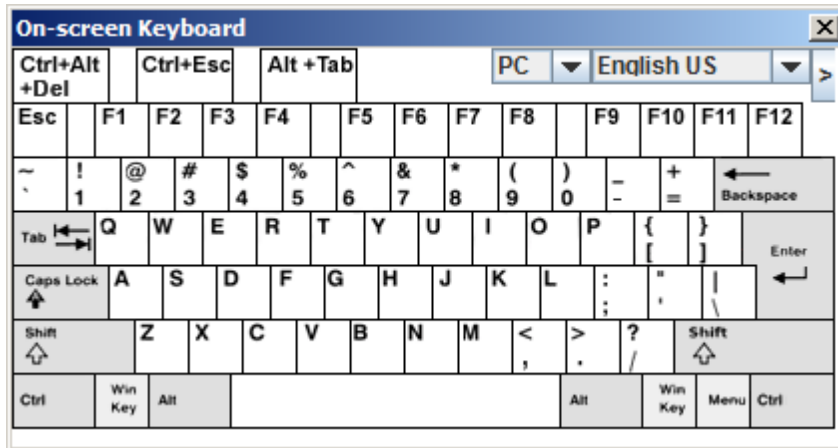 On-screen Keyboard
Ctrl+Alt +Del Ctrl+Esc Alt +Tab PC English US >
Esc F1 F2 F3 F4 F5 F6 F7 F8 F9 F10 F11 F12
~ ! @ # $ % ^ & * ( ) _ +
` 1 2 3 4 5 6 7 8 9 0 - = Backspace
Tab Q W E R T Y U I O P { }
[ ] Enter
Caps Lock A S D F G H J K L : " |
; ' \
Shift Z X C V B N M < > ? Shift
, . /
Ctrl Win Key Alt Alt Win Key Menu Ctrl